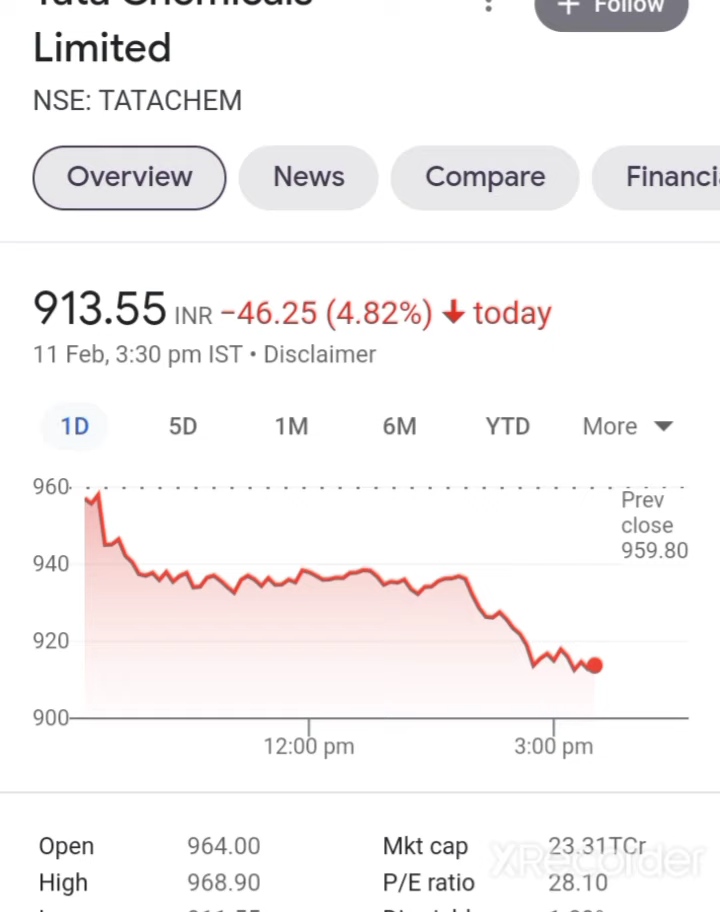 Limited
Follow
NSE: TATACHEM
Overview
News
Compare
913.55 INR −46.25 (4.82%) ↓ today
11 Feb, 3:30 pm IST • Disclaimer
1D 5D 1M 6M YTD More
960
Prev
close
959.80
940
920
900
12:00 pm 3:00 pm
Open 964.00 Mkt cap 23.31TCr
XRecorder
High 968.90 P/E ratio 28.10